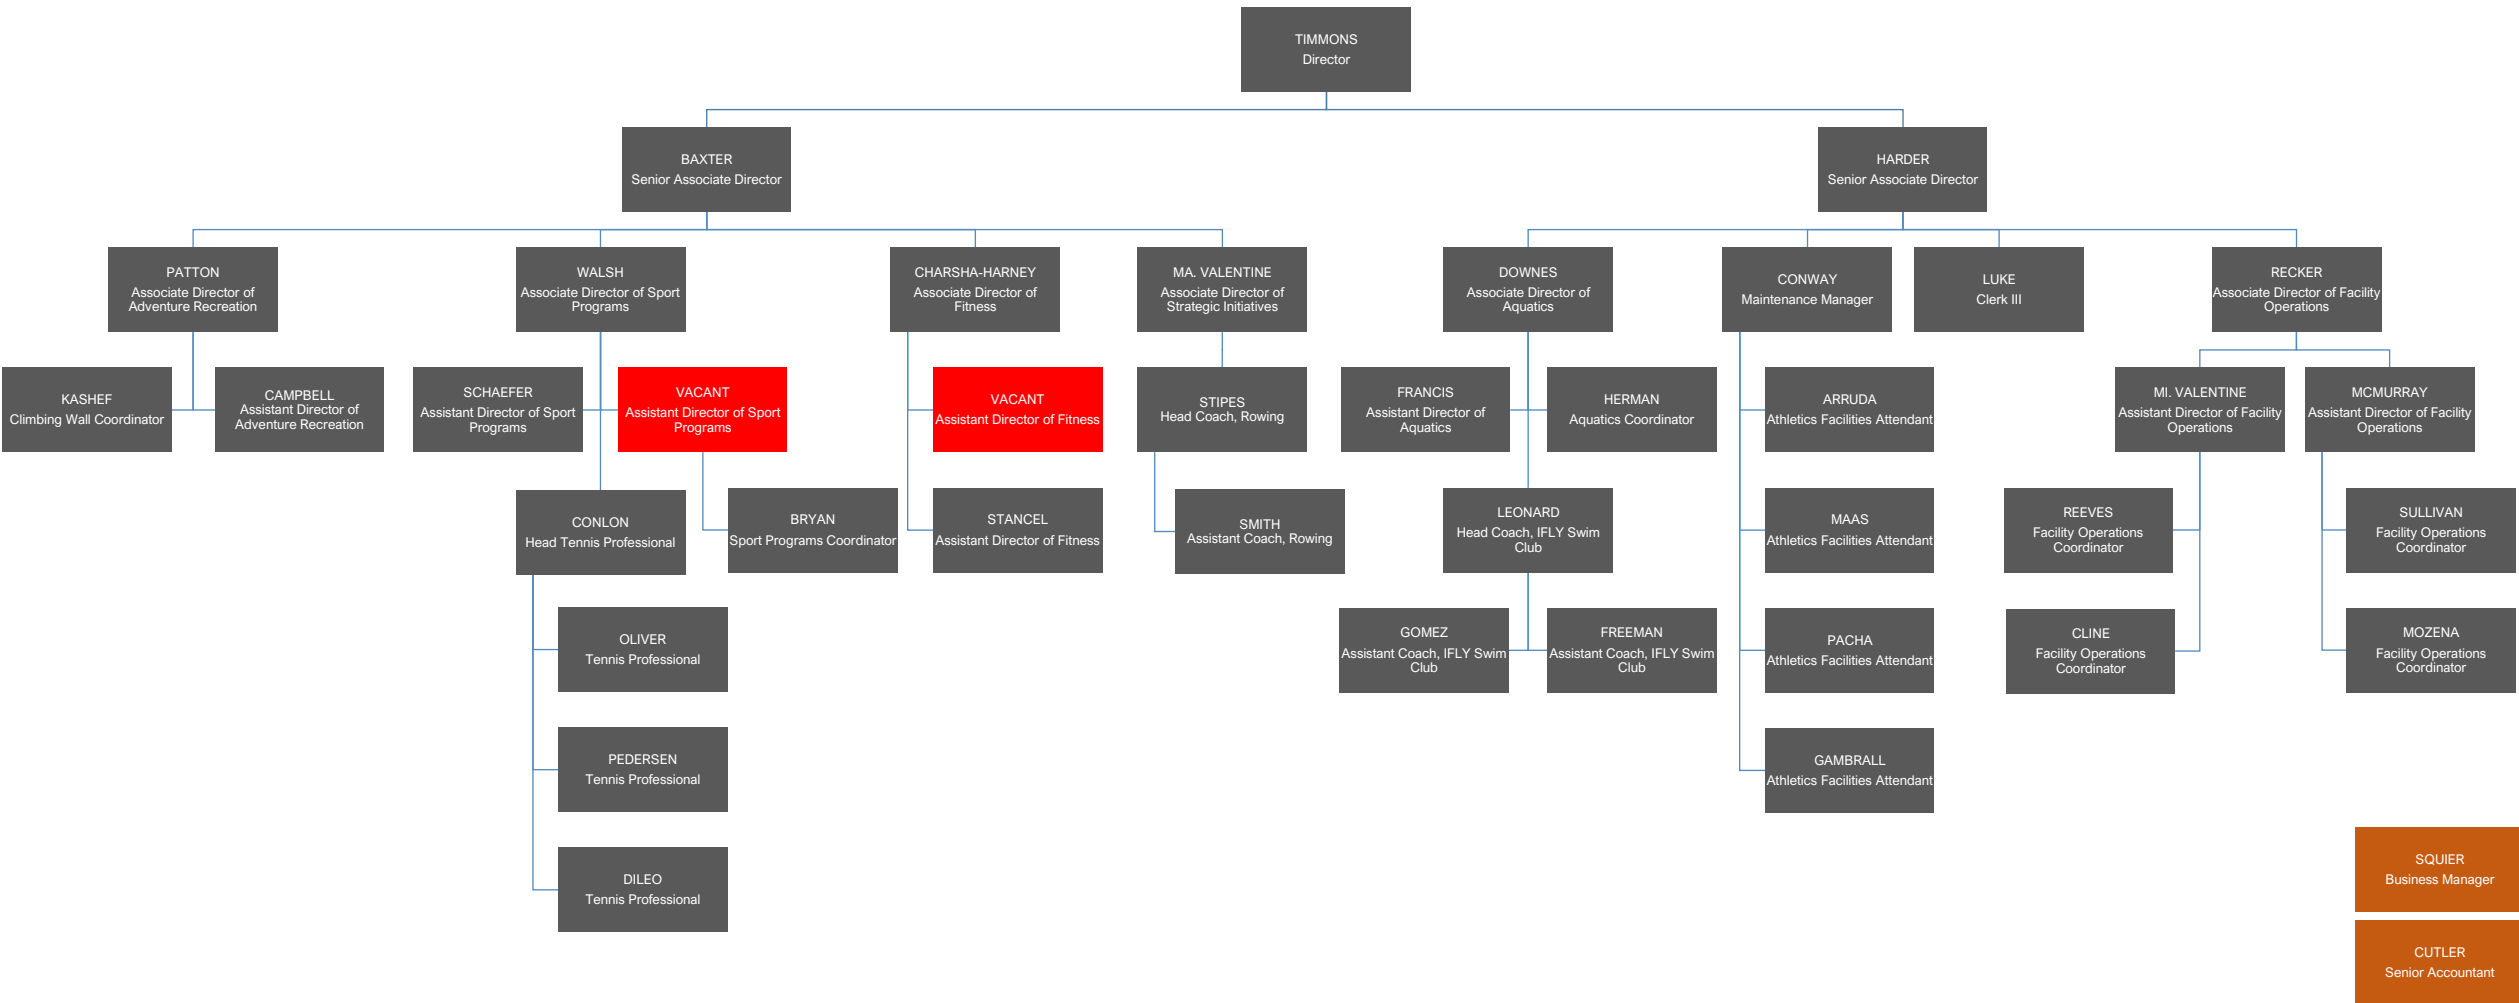 TIMMONS
Director
BAXTER
Senior Associate Director
HARDER
Senior Associate Director
PATTON
Associate Director of
Adventure Recreation
WALSH
Associate Director of Sport
Programs
CHARSHA-HARNEY
Associate Director of
Fitness
MA. VALENTINE
Associate Director of
Strategic Initiatives
DOWNES
Associate Director of
Aquatics
CONWAY
Maintenance Manager
LUKE
Clerk III
RECKER
Associate Director of Facility
Operations
KASHEF
Climbing Wall Coordinator
CAMPBELL
Assistant Director of
Adventure Recreation
SCHAEFER
Assistant Director of Sport
Programs
VACANT
Assistant Director of Sport
Programs
VACANT
Assistant Director of Fitness
STIPES
Head Coach, Rowing
FRANCIS
Assistant Director of
Aquatics
HERMAN
Aquatics Coordinator
ARRUDA
Athletics Facilities Attendant
MI. VALENTINE
Assistant Director of Facility
Operations
MCMURRAY
Assistant Director of Facility
Operations
CONLON
Head Tennis Professional
BRYAN
Sport Programs Coordinator
STANCEL
Assistant Director of Fitness
SMITH
Assistant Coach, Rowing
LEONARD
Head Coach, IFLY Swim
Club
MAAS
Athletics Facilities Attendant
REEVES
Facility Operations
Coordinator
SULLIVAN
Facility Operations
Coordinator
OLIVER
Tennis Professional
GOMEZ
Assistant Coach, IFLY Swim
Club
FREEMAN
Assistant Coach, IFLY Swim
Club
PACHA
Athletics Facilities Attendant
CLINE
Facility Operations
Coordinator
MOZENA
Facility Operations
Coordinator
PEDERSEN
Tennis Professional
GAMBRALL
Athletics Facilities Attendant
DILEO
Tennis Professional
SQUIER
Business Manager
CUTLER
Senior Accountant